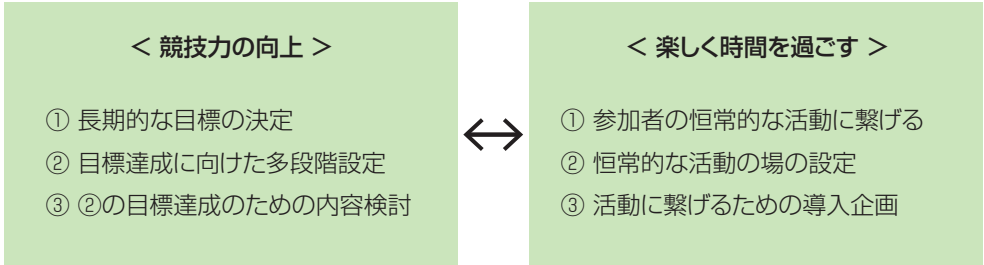 ＜ 競技力の向上 ＞
① 長期的な目標の決定
② 目標達成に向けた多段階設定
③ ②の目標達成のための内容検討
＜ 楽しく時間を過ごす ＞
① 参加者の恒常的な活動に繋げる
② 恒常的な活動の場の設定
③ 活動に繋げるための導入企画